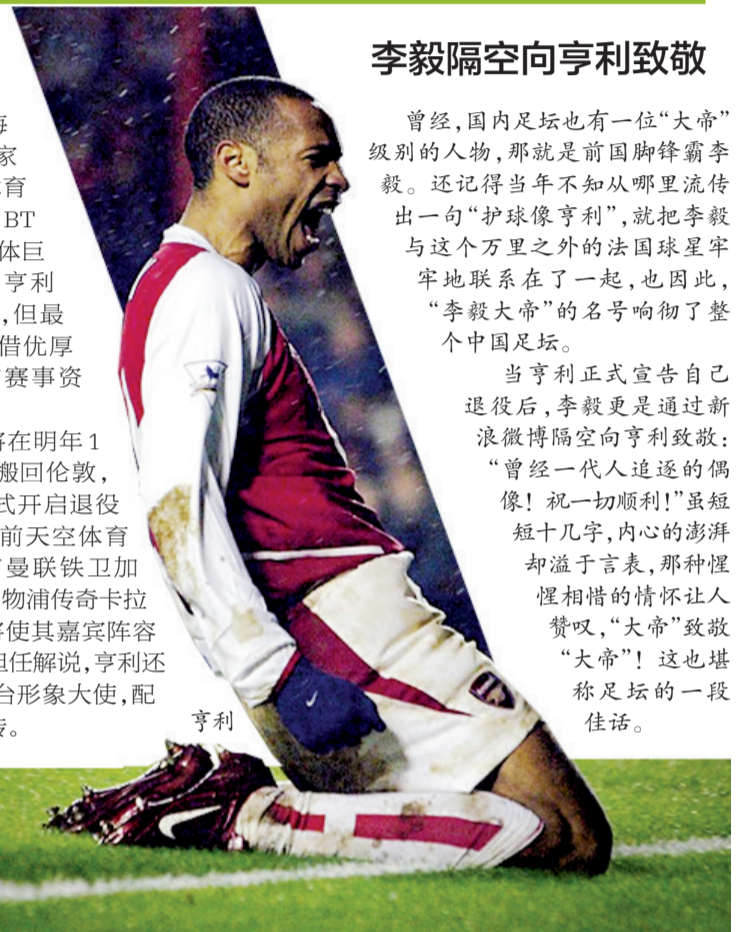 李毅隔空向亨利致敬
曾经,国内足坛也有一位“大帝”
级别的人物,那就是前国脚锋霸李
毅。还记得当年不知从哪里流传
出一句“护球像亨利”,就把李毅
与这个万里之外的法国球星牢
牢地联系在了一起,也因此,
“李毅大帝”的名号响彻了整
个中国足坛。
当亨利正式宣告自己
退役后,李毅更是通过新
浪微博隔空向亨利致敬:
“曾经一代人追逐的偶
像!祝一切顺利!”虽短
短十几字,内心的澎湃
却溢于言表,那种惺
惺相惜的情怀让人
赞叹,“大帝”致敬
“大帝”!这也堪
称足坛的一段
佳话。
家
育
BT
体巨
亨利
,但最
借优厚
赛事资
将在明年1
搬回伦敦,
式开启退役
前天空体育
曼联铁卫加
物浦传奇卡拉
将使其嘉宾阵容
担任解说,亨利还
台形象大使,配
亨利